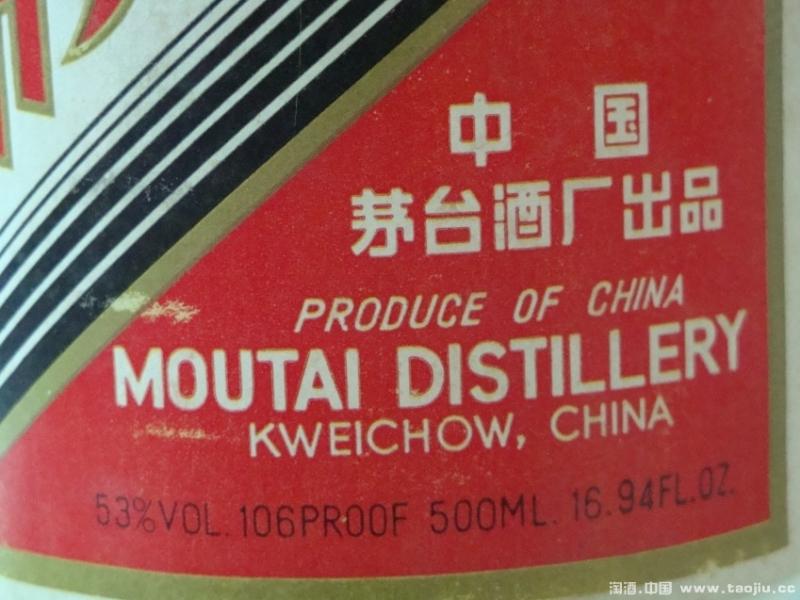 中国
茅台酒厂出品
PRODUCE OF CHINA
MOUTAI DISTILLERY
KWEICHOW, CHINA
53%VOL. 106PROOF 500ML. 16.94FL.OZ.
淘酒.中国 www.taojiu.cc